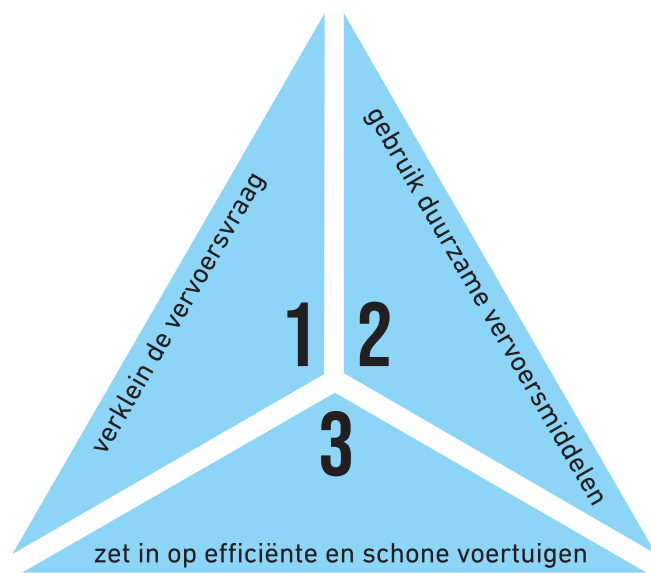 verklein de vervoersvraag
1
gebruik duurzame vervoersmiddelen
2
3
zet in op efficiënte en schone voertuigen